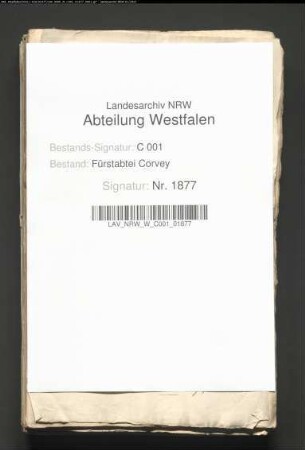 Landesarchiv NRW
Abteilung Westfalen
Bestands-Signatur: C 001
Bestand: Fürstabtei Corvey
Signatur: Nr. 1877
LAV_NRW_W_C001_01877